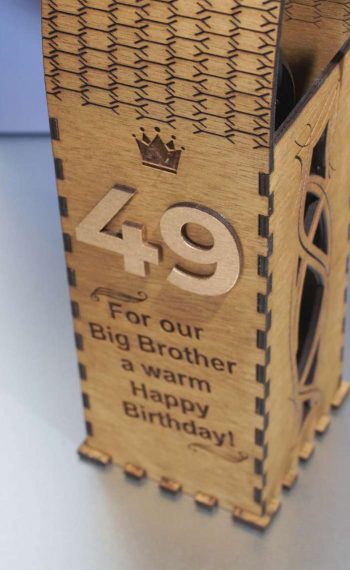 49
For our
Big Brother
a warm
Happy
Birthday!